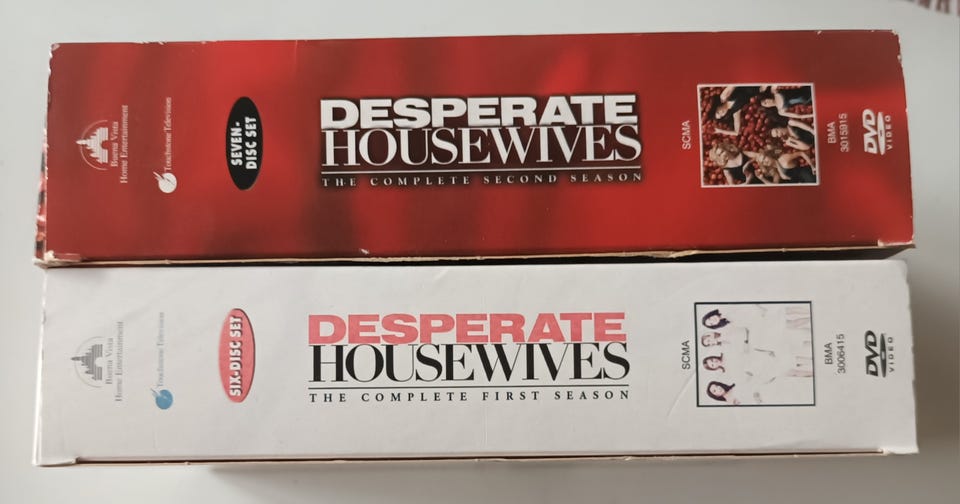 Buena Vista
Home Entertainment
Touchstone Television
SEVEN-
DISC SET
DESPERATE
HOUSEWIVES
THE COMPLETE SECOND SEASON
SCMA
BMA
3015915
DVD
VIDEO
Buena Vista
Home Entertainment
Touchstone Television
SIX-DISC SET
DESPERATE
HOUSEWIVES
THE COMPLETE FIRST SEASON
SCMA
BMA
3006415
DVD
VIDEO